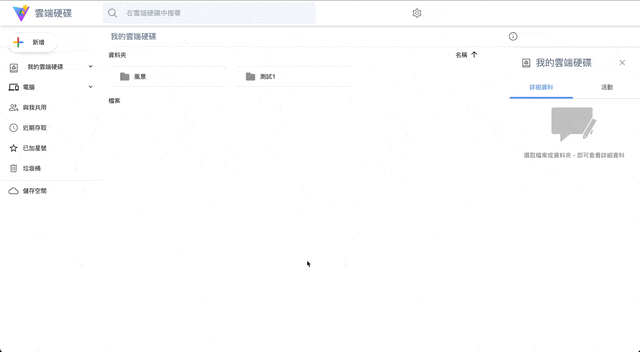 雲端硬碟
在雲端硬碟中搜尋
新增
我的雲端硬碟
電腦
與我共用
近期存取
已加星號
垃圾桶
儲存空間
我的雲端硬碟
資料夾
名稱
風景
測試1
檔案
我的雲端硬碟
詳細資料
活動
選取檔案或資料夾，即可查看詳細資料